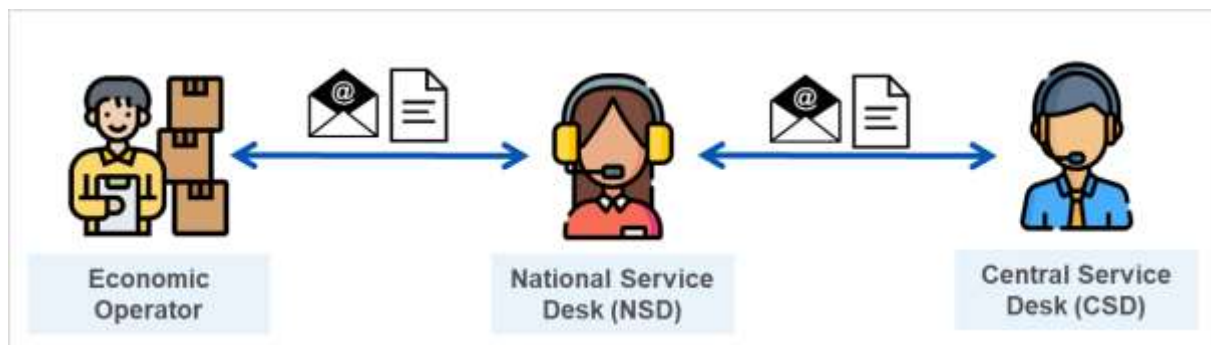 @
@
Economic
Operator
National Service
Desk (NSD)
Central Service
Desk (CSD)